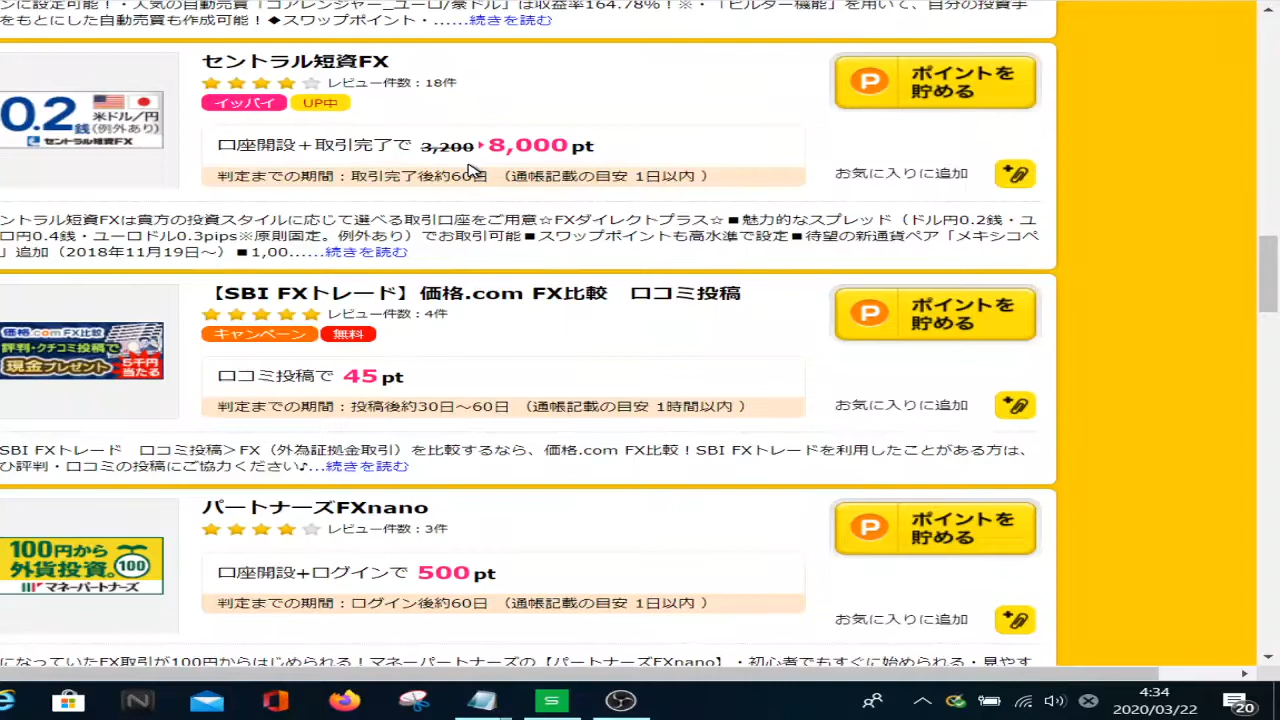 ンに設定可能！・人気の自動売買「コアレンジャー_ユーロ/豪ドル」は収益率164.78%！※・「ビルダー機能」を用いて、自分の投資手
をもとにした自動売買も作成可能！◆スワップポイント・......続きを読む
セントラル短資FX
レビュー件数：18件
イッパイ UP中
口座開設＋取引完了で 3,200 8,000 pt
判定までの期間：取引完了後約60日 （通帳記載の目安 1日以内 ）
ポイントを
貯める
お気に入りに追加
0.2銭 米ドル/円
(例外あり)
セントラル短資FX
ントラル短資FXは貴方の投資スタイルに応じて選べる取引口座をご用意☆FXダイレクトプラス☆■魅力的なスプレッド（ドル円0.2銭・ユ
ロ円0.4銭・ユーロドル0.3pips※原則固定。例外あり）でお取引可能■スワップポイントも高水準で設定■待望の新通貨ペア「メキシコペ
」追加（2018年11月19日～）■1,00......続きを読む
【SBI FXトレード】価格.com FX比較　口コミ投稿
レビュー件数：4件
キャンペーン 無料
口コミ投稿で 45 pt
判定までの期間：投稿後約30日～60日 （通帳記載の目安 1時間以内 ）
ポイントを
貯める
お気に入りに追加
価格.com FX比較
評判・クチコミ投稿で
現金プレゼント
5千円
当たる
SBI FXトレード　口コミ投稿＞FX（外為証拠金取引）を比較するなら、価格.com FX比較！SBI FXトレードを利用したことがある方は、
ひ評判・口コミの投稿にご協力ください♪...続きを読む
パートナーズFXnano
レビュー件数：3件
口座開設+ログインで 500 pt
判定までの期間：ログイン後約60日 （通帳記載の目安 1日以内 ）
ポイントを
貯める
お気に入りに追加
100円から
外貨投資。 100
マネーパートナーズ
になっていたFX取引が100円からはじめられる！マネーパートナーズの【パートナーズFXnano】・初心者でもすぐに始められる・見やす
4:34
2020/03/22
20